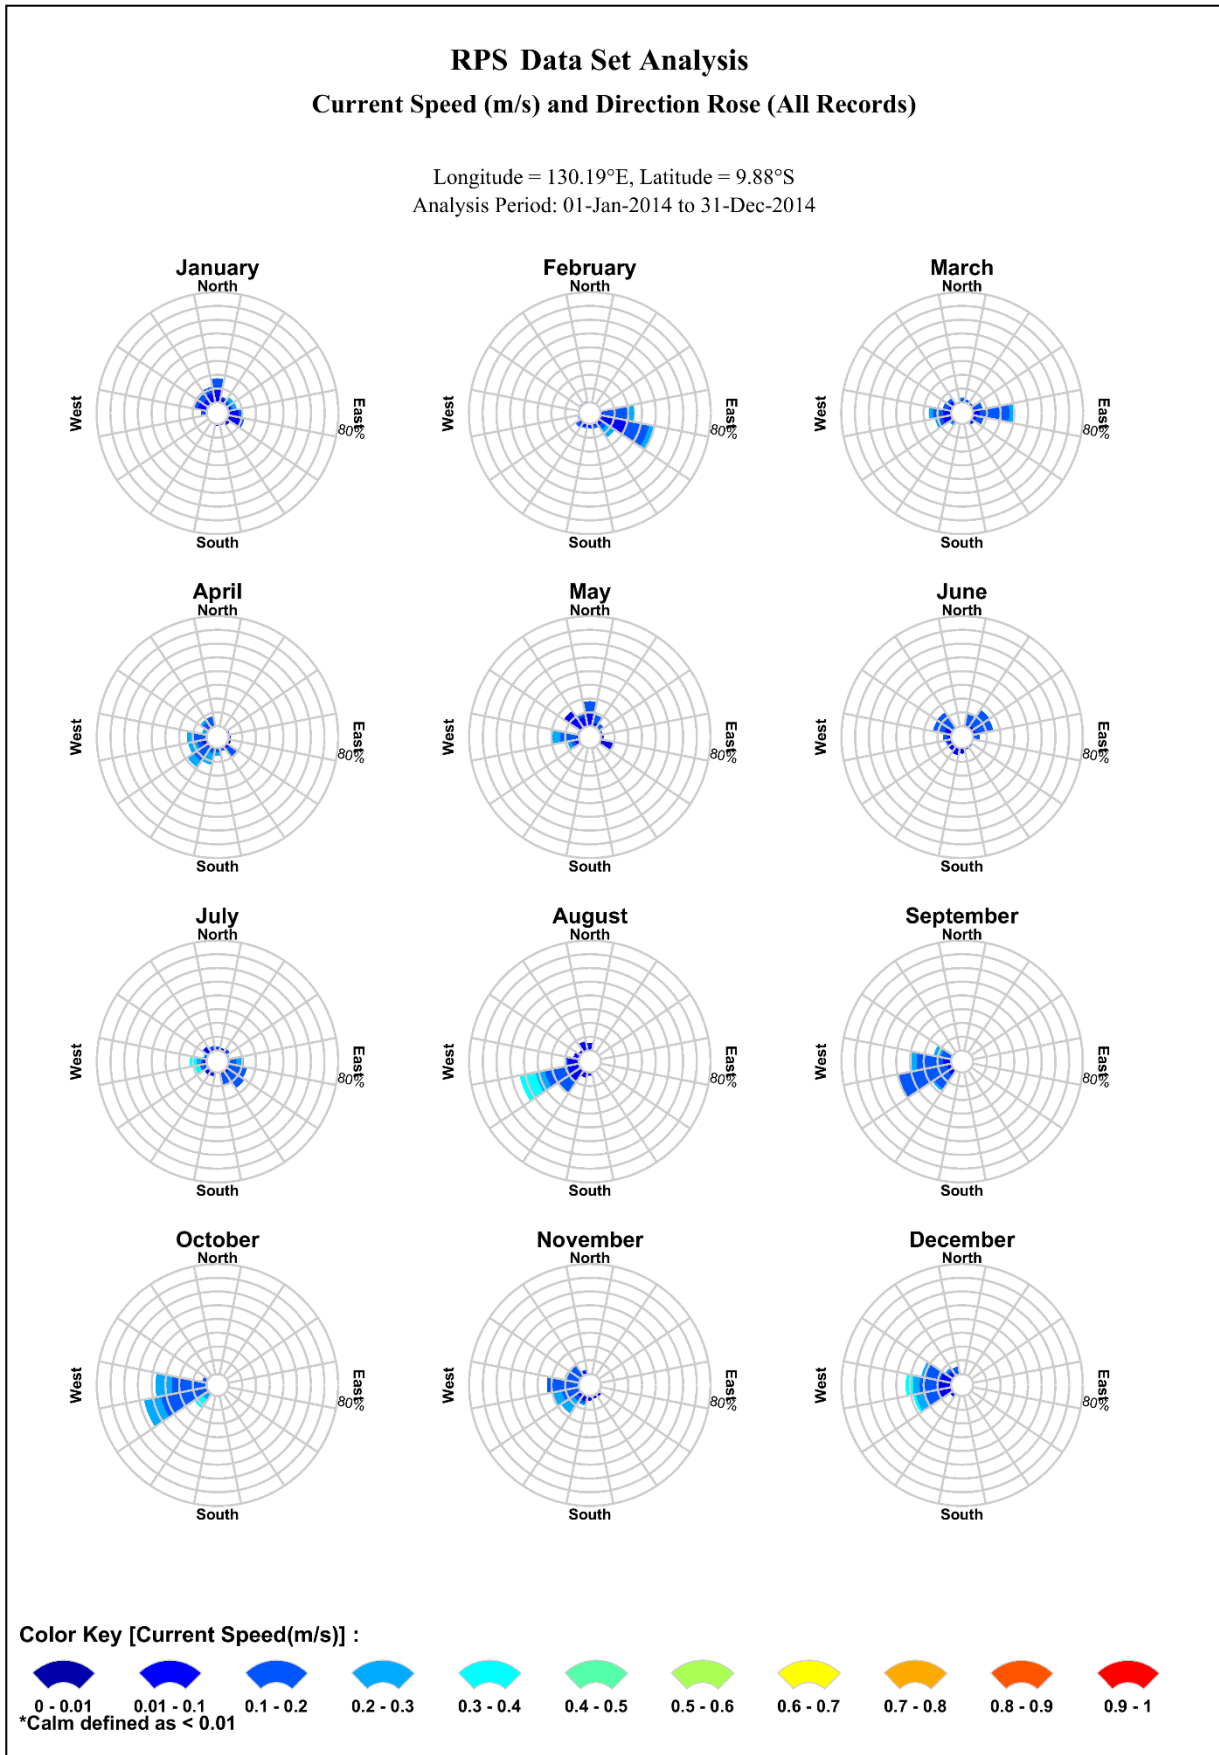 RPS Data Set Analysis
Current Speed (m/s) and Direction Rose (All Records)
Longitude = 130.19°E, Latitude = 9.88°S
Analysis Period: 01-Jan-2014 to 31-Dec-2014
January
North
West
East
80%
South
February
North
West
East
80%
South
March
North
West
East
80%
South
April
North
West
East
80%
South
May
North
West
East
80%
South
June
North
West
East
80%
South
July
North
West
East
80%
South
August
North
West
East
80%
South
September
North
West
East
80%
South
October
North
West
East
80%
South
November
North
West
East
80%
South
December
North
West
East
80%
South
Color Key [Current Speed(m/s)] :
0 - 0.01 0.01 - 0.1 0.1 - 0.2 0.2 - 0.3 0.3 - 0.4 0.4 - 0.5 0.5 - 0.6 0.6 - 0.7 0.7 - 0.8 0.8 - 0.9 0.9 - 1
*Calm defined as < 0.01